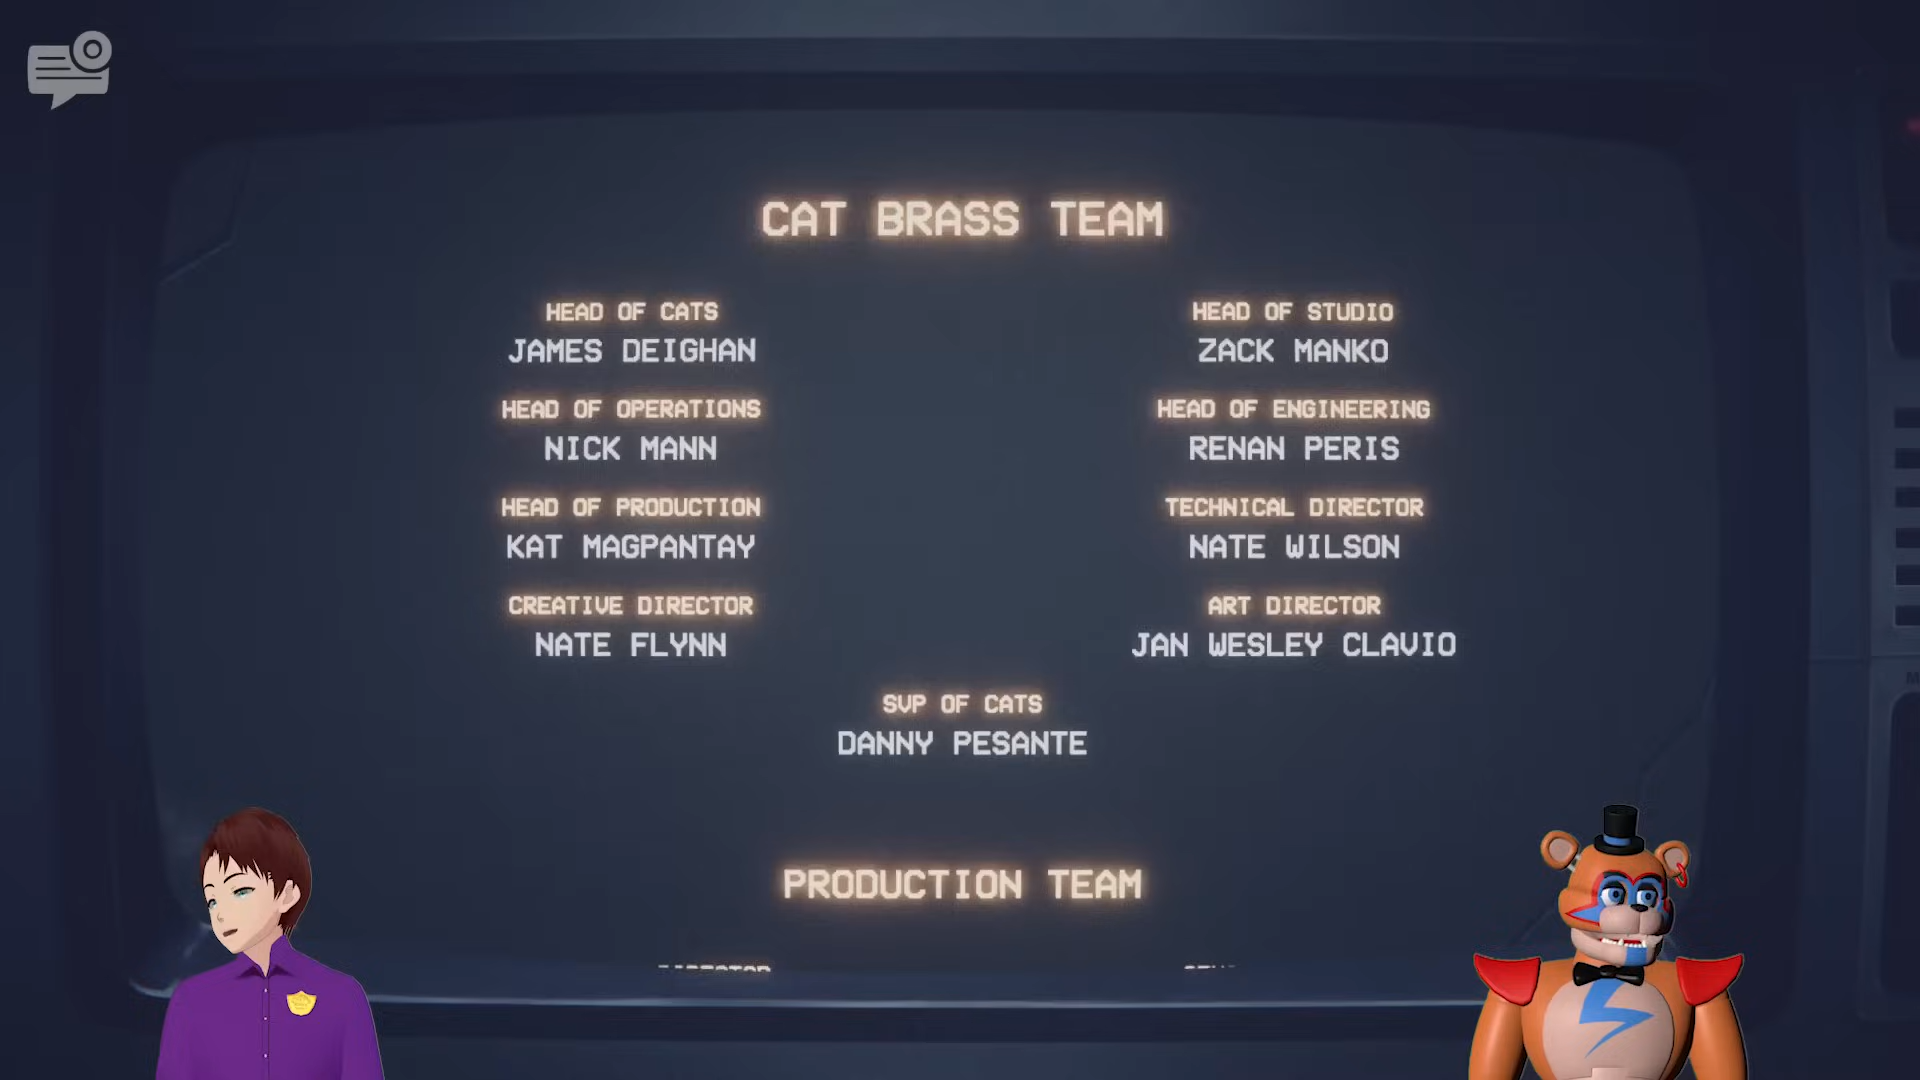 CAT BRASS TEAM
HEAD OF CATS
JAMES DEIGHAN
HEAD OF STUDIO
ZACK MANKO
HEAD OF OPERATIONS
NICK MANN
HEAD OF ENGINEERING
RENAN PERIS
HEAD OF PRODUCTION
KAT MAGPANTAY
TECHNICAL DIRECTOR
NATE WILSON
CREATIVE DIRECTOR
NATE FLYNN
ART DIRECTOR
JAN WESLEY CLAVIO
SVP OF CATS
DANNY PESANTE
PRODUCTION TEAM